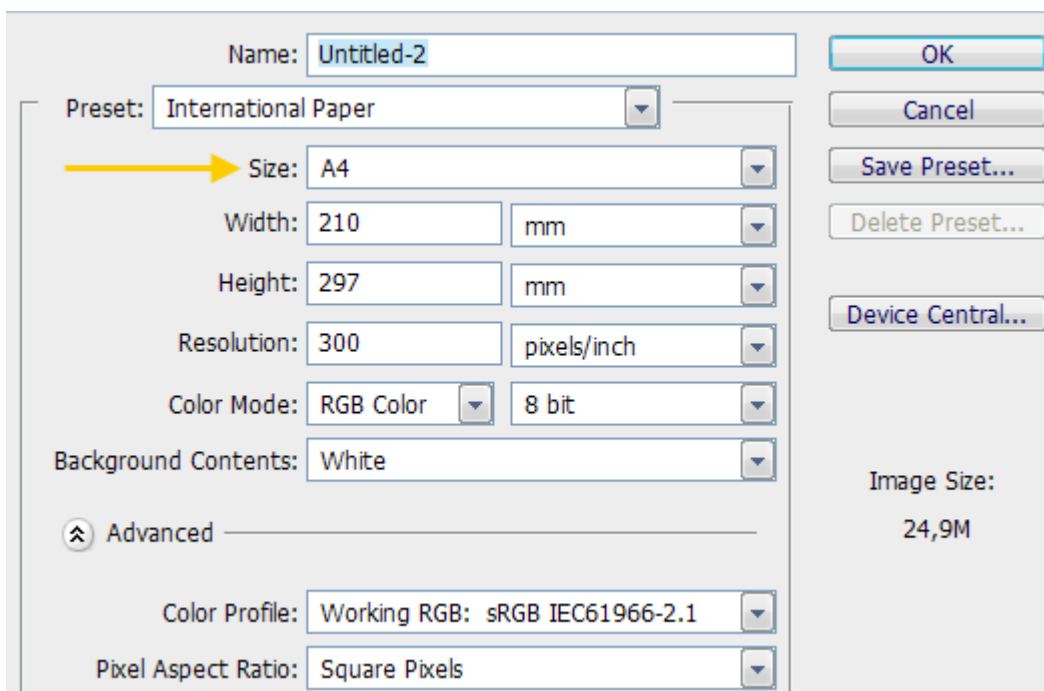 Name: Untitled-2
OK
Preset: International Paper
Cancel
Size: A4
Save Preset...
Width: 210 mm
Delete Preset...
Height: 297 mm
Device Central...
Resolution: 300 pixels/inch
Color Mode: RGB Color 8 bit
Background Contents: White
Image Size:
24,9M
Advanced
Color Profile: Working RGB: sRGB IEC61966-2.1
Pixel Aspect Ratio: Square Pixels